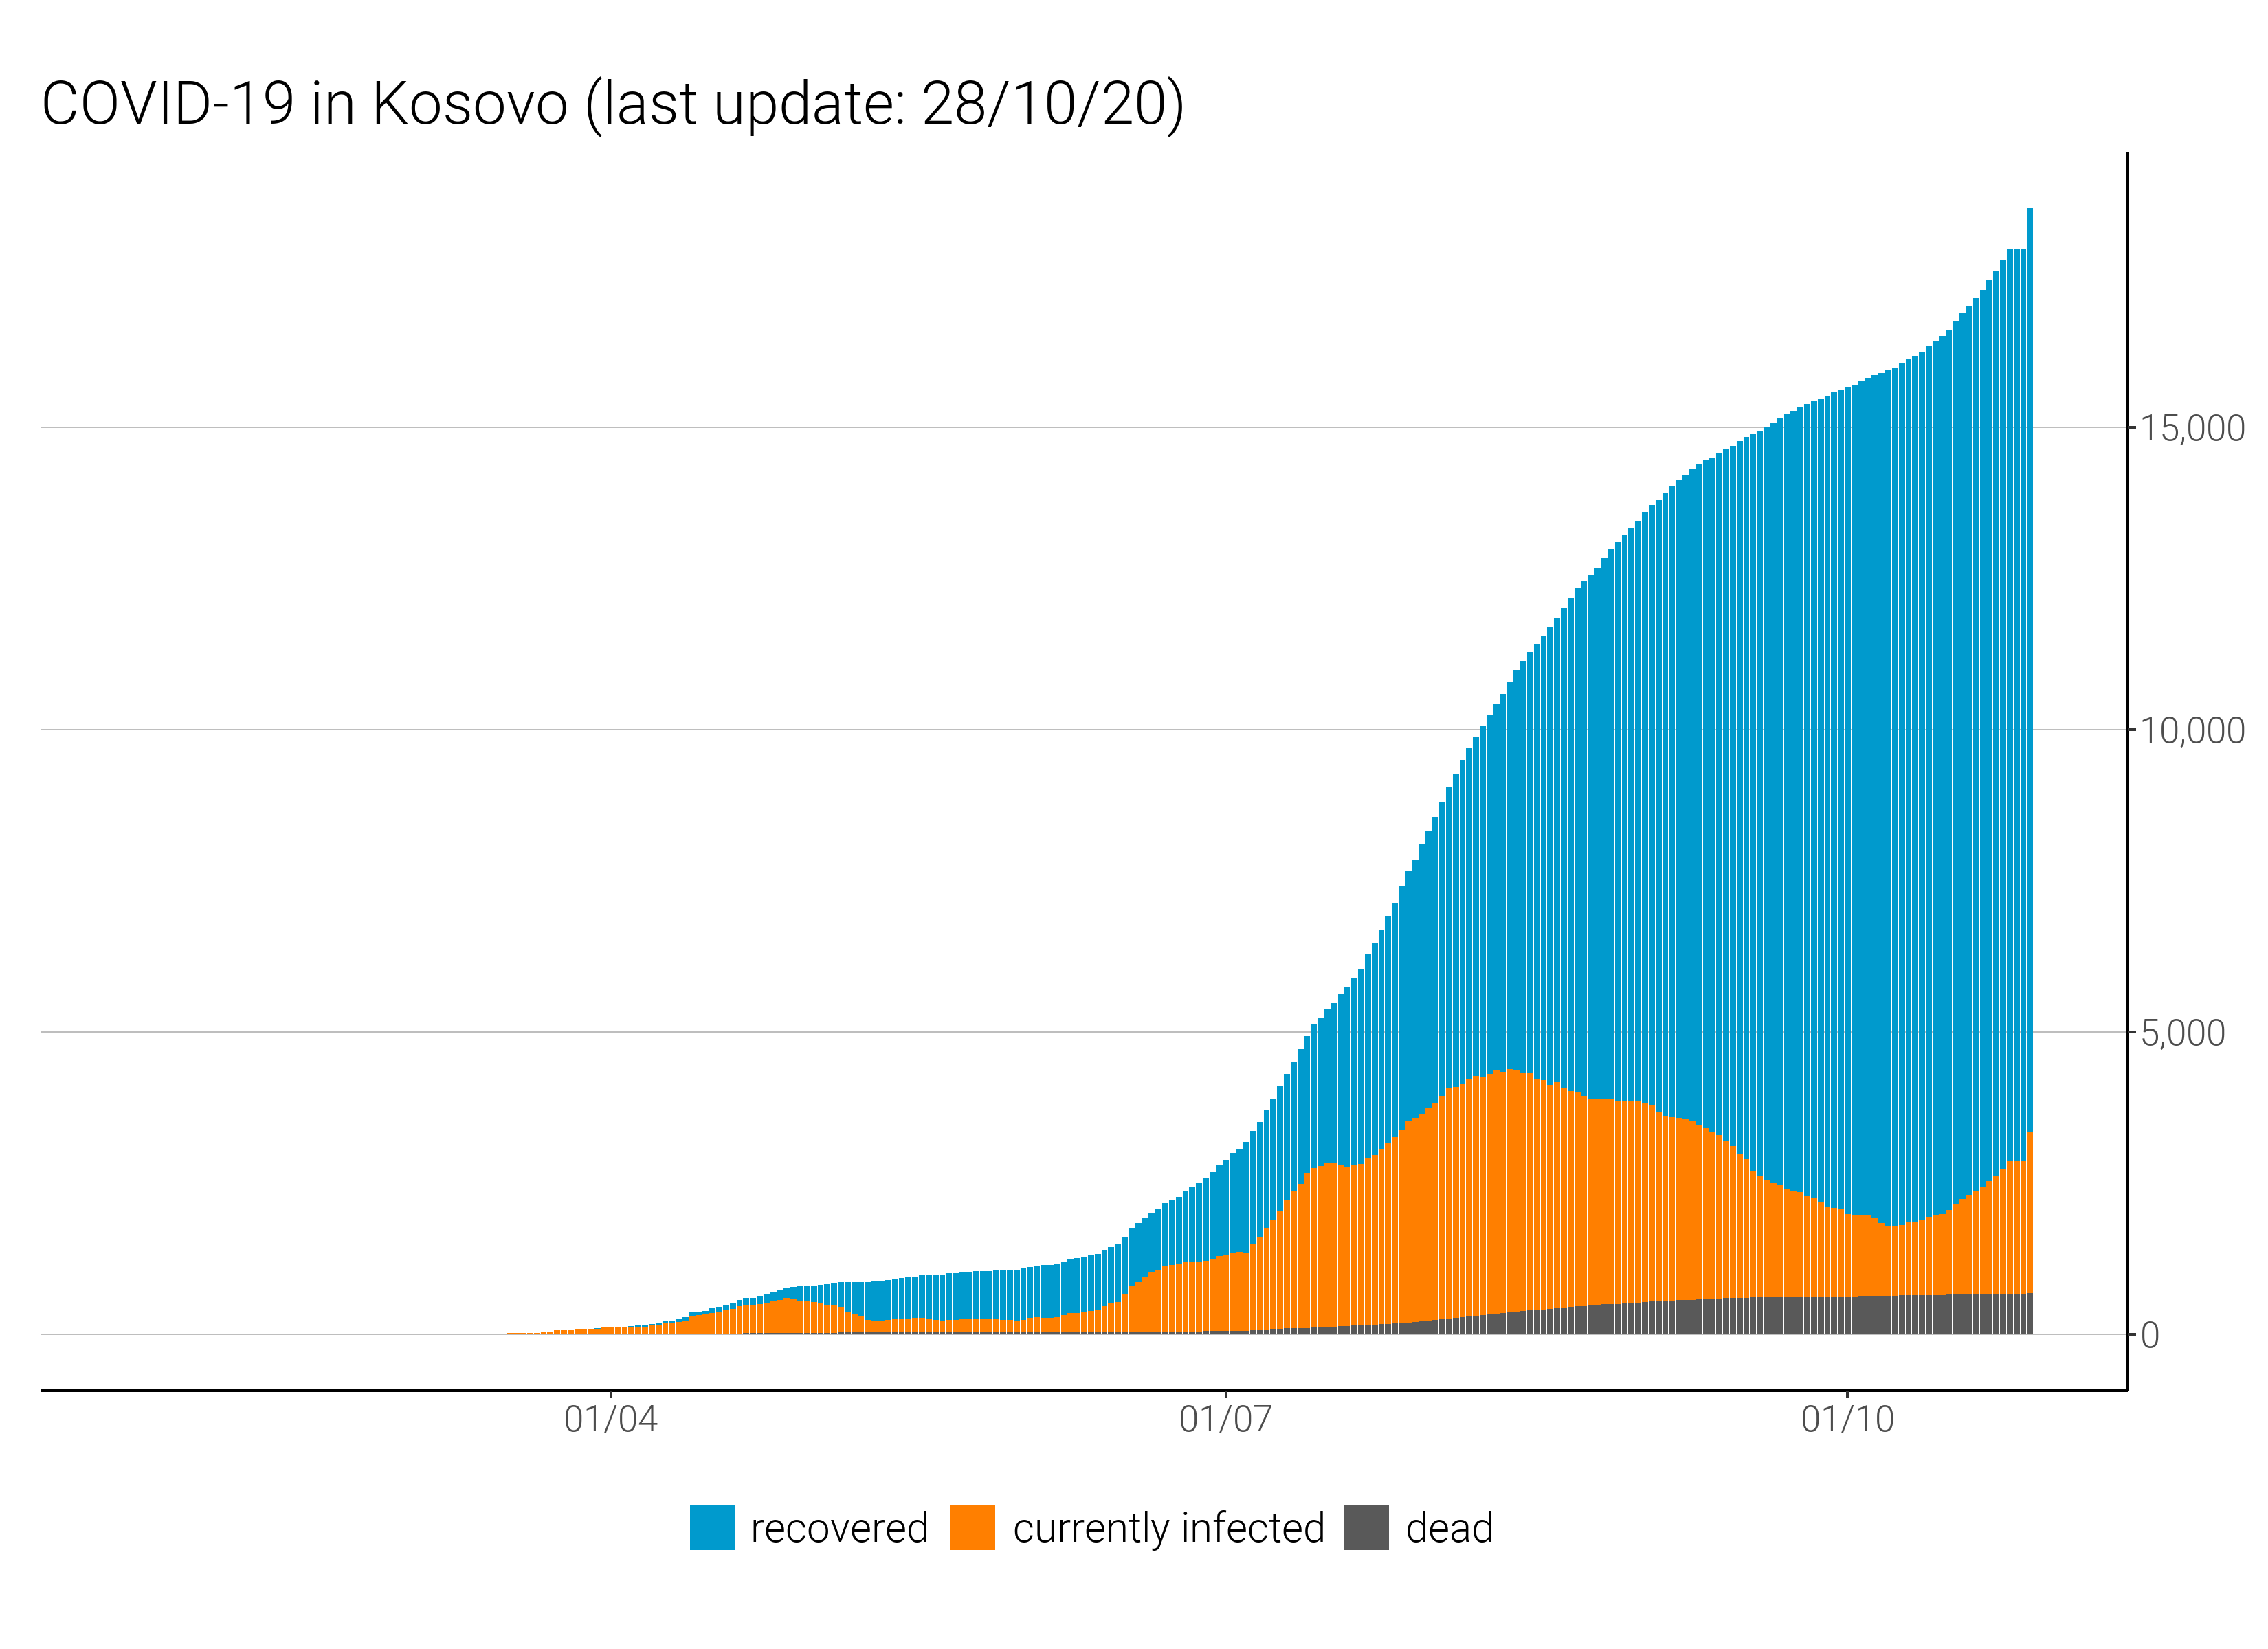 COVID-19 in Kosovo (last update: 28/10/20)
15,000
10,000
5,000
0
01/04 01/07 01/10
recovered currently infected dead